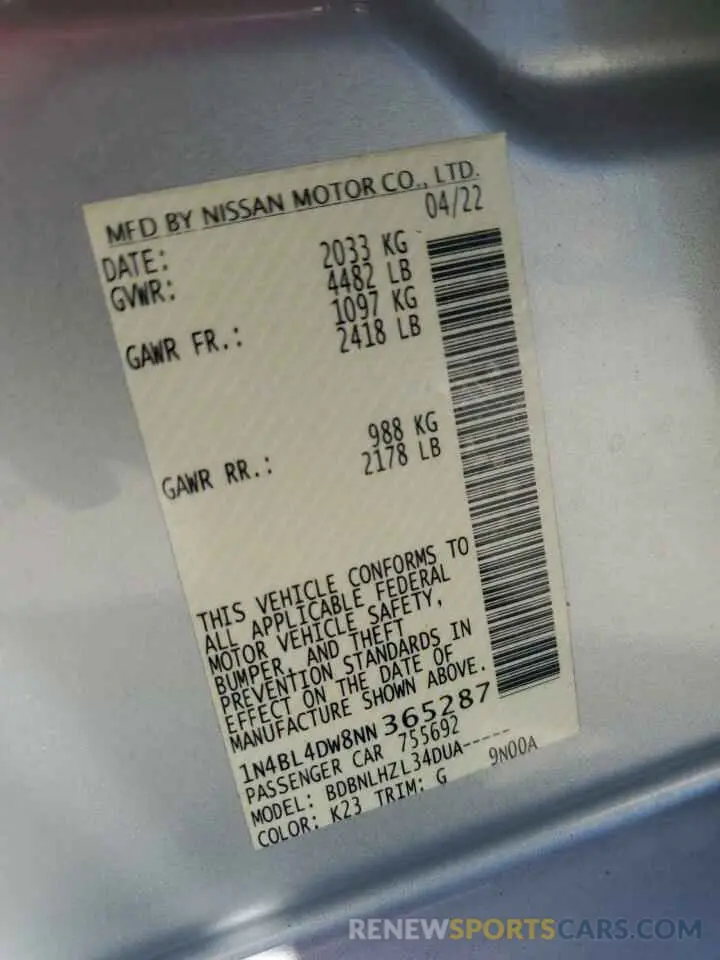 MFD BY NISSAN MOTOR CO., LTD.
DATE: 04/22
GVWR: 2033 KG
4482 LB
GAWR FR.: 1097 KG
2418 LB
GAWR RR.: 988 KG
2178 LB
THIS VEHICLE CONFORMS TO
ALL APPLICABLE FEDERAL
MOTOR VEHICLE SAFETY,
BUMPER, AND THEFT
PREVENTION STANDARDS IN
EFFECT ON THE DATE OF
MANUFACTURE SHOWN ABOVE.
1N4BL4DW8NN365287
PASSENGER CAR 755692
MODEL: BDBNLHZL34DUA-----
COLOR: K23 TRIM: G 9N00A
RENEWSPORTSCARS.COM